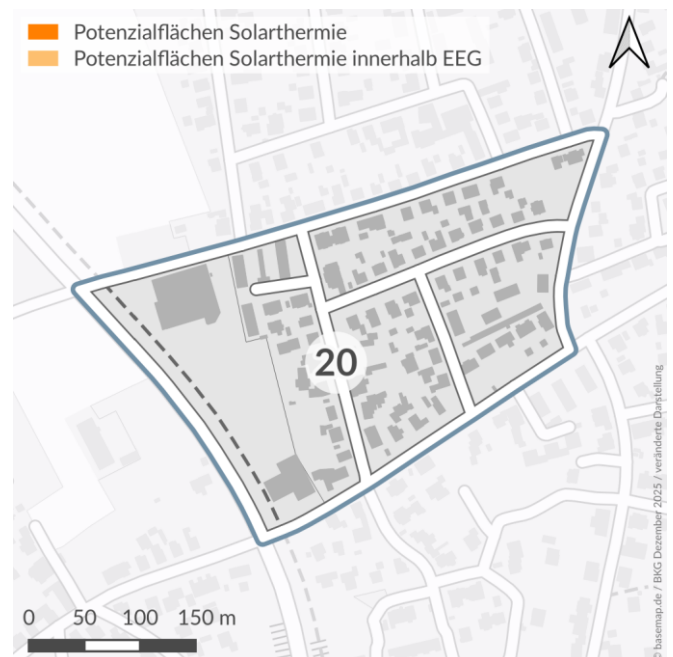 Potenzialflächen Solarthermie
Potenzialflächen Solarthermie innerhalb EEG
20
0 50 100 150 m
© basemap.de / BKG Dezember 2025 / veränderte Darstellung